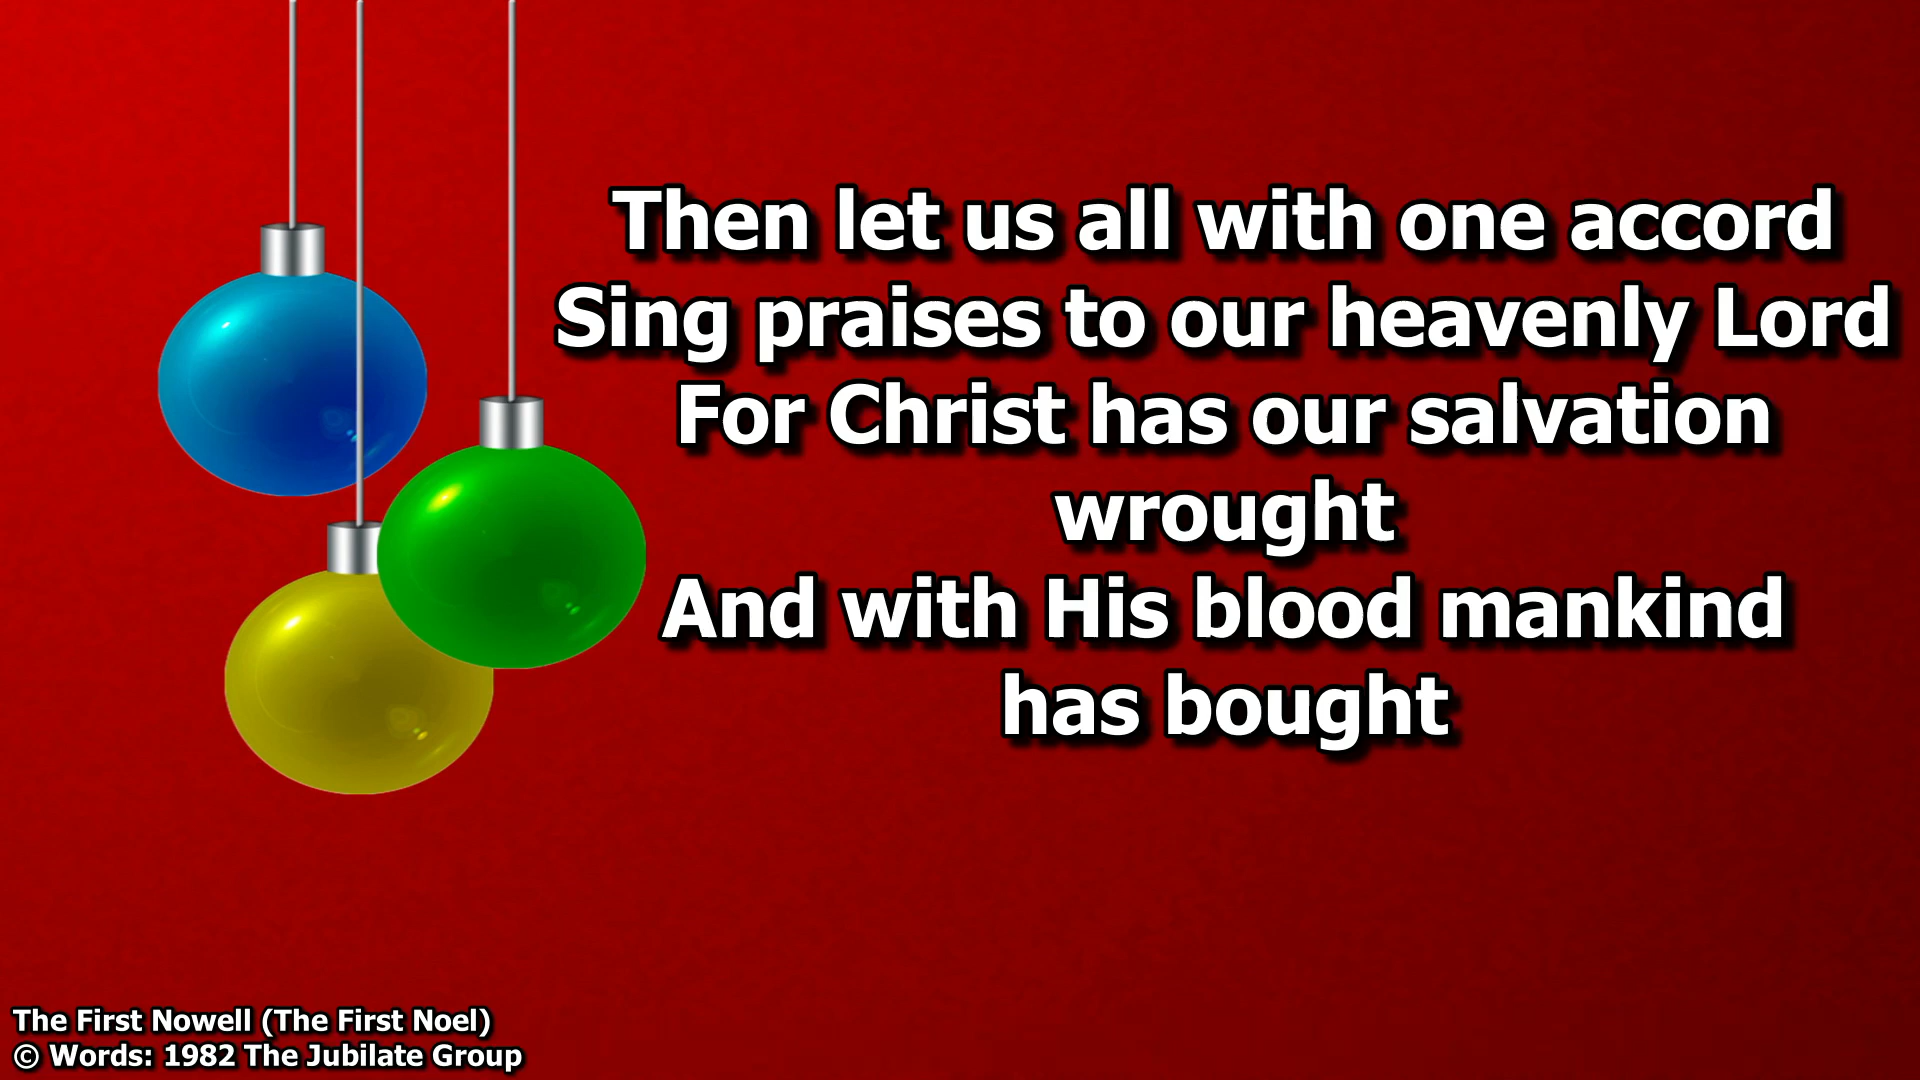 Then let us all with one accord
Sing praises to our heavenly Lord
For Christ has our salvation
wrought
And with His blood mankind
has bought
The First Nowell (The First Noel)
© Words: 1982 The Jubilate Group